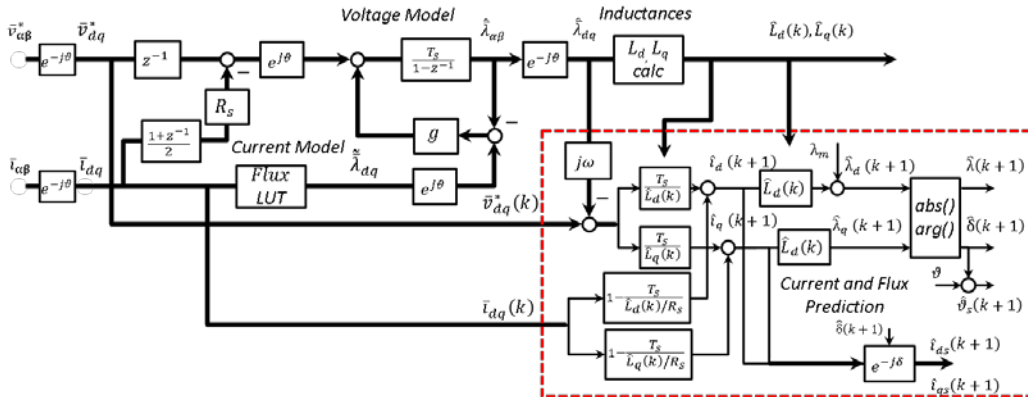 Voltage Model
Inductances
v̄*αβ
v̄*dq
λ̂̄αβ
λ̂̄dq
L̂d(k), L̂q(k)
e^-jθ
z⁻¹
−
e^jθ
Ts/(1−z⁻¹)
e^-jθ
Ld, Lq
calc
Rs
−
g
(1+z⁻¹)/2
Current Model
λ̃̄dq
jω
λm
īαβ
īdq
e^-jθ
Flux
LUT
e^jθ
v̄*dq(k)
−
Ts/L̂d(k)
îd(k+1)
L̂d(k)
λ̂d(k+1)
λ̂(k+1)
abs()
arg()
îq(k+1)
Ts/L̂q(k)
L̂d(k)
λ̂q(k+1)
δ̂(k+1)
īdq(k)
1−Ts/(L̂d(k)/Rs)
Current and Flux
Prediction
ϑ
ϑ̂s(k+1)
1−Ts/(L̂q(k)/Rs)
δ̂(k+1)
e^-jδ
îds(k+1)
îqs(k+1)